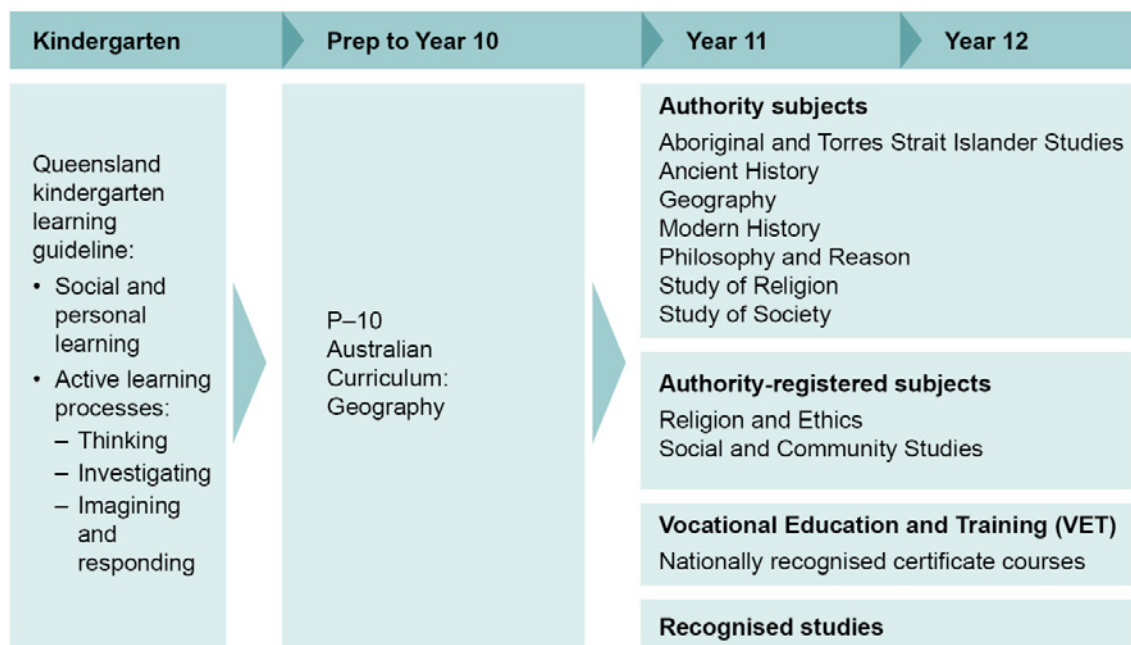 Kindergarten
Prep to Year 10
Year 11
Year 12
Queensland
kindergarten
learning
guideline:
• Social and
personal
learning
• Active learning
processes:
– Thinking
– Investigating
– Imagining
and
responding
P–10
Australian
Curriculum:
Geography
Authority subjects
Aboriginal and Torres Strait Islander Studies
Ancient History
Geography
Modern History
Philosophy and Reason
Study of Religion
Study of Society
Authority-registered subjects
Religion and Ethics
Social and Community Studies
Vocational Education and Training (VET)
Nationally recognised certificate courses
Recognised studies